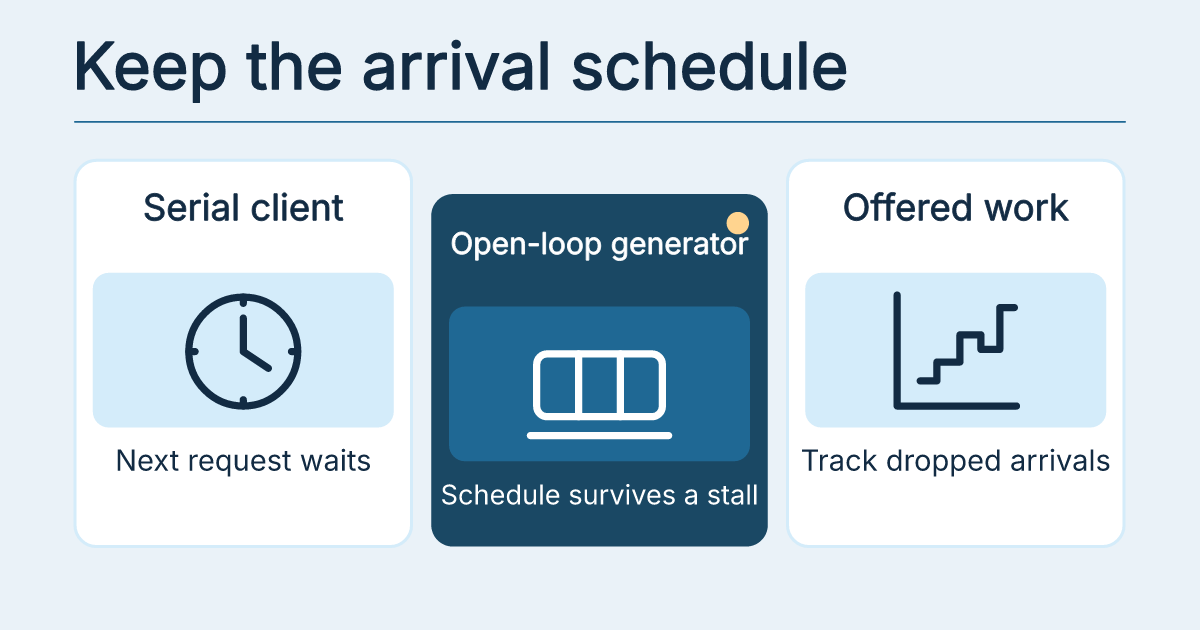 Keep the arrival schedule
Serial client
Next request waits
Open-loop generator
Schedule survives a stall
Offered work
Track dropped arrivals